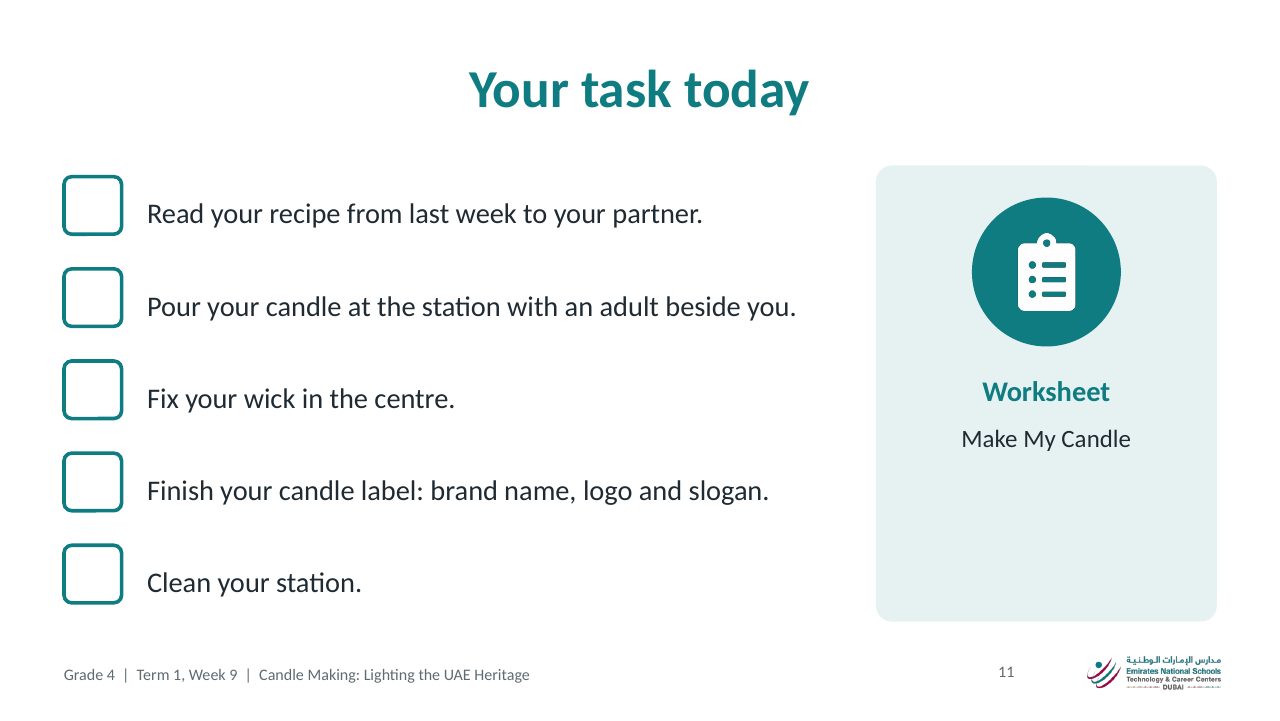 Your task today
Read your recipe from last week to your partner.
Pour your candle at the station with an adult beside you.
Fix your wick in the centre.
Finish your candle label: brand name, logo and slogan.
Clean your station.
Worksheet
Make My Candle
Grade 4 | Term 1, Week 9 | Candle Making: Lighting the UAE Heritage
11
مدارس الإمارات الوطنية
Emirates National Schools
Technology & Career Centers
DUBAI